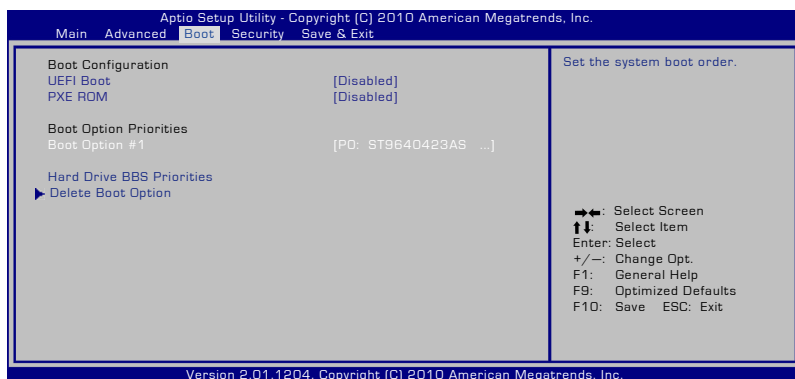 Aptio Setup Utility - Copyright (C) 2010 American Megatrends, Inc.
Main Advanced Boot Security Save & Exit
Boot Configuration
UEFI Boot [Disabled]
PXE ROM [Disabled]
Boot Option Priorities
Boot Option #1 [P0: ST9640423AS ...]
Hard Drive BBS Priorities
Delete Boot Option
Set the system boot order.
→←: Select Screen
↑↓: Select Item
Enter: Select
+/—: Change Opt.
F1: General Help
F9: Optimized Defaults
F10: Save ESC: Exit
Version 2.01.1204. Copyright (C) 2010 American Megatrends, Inc.